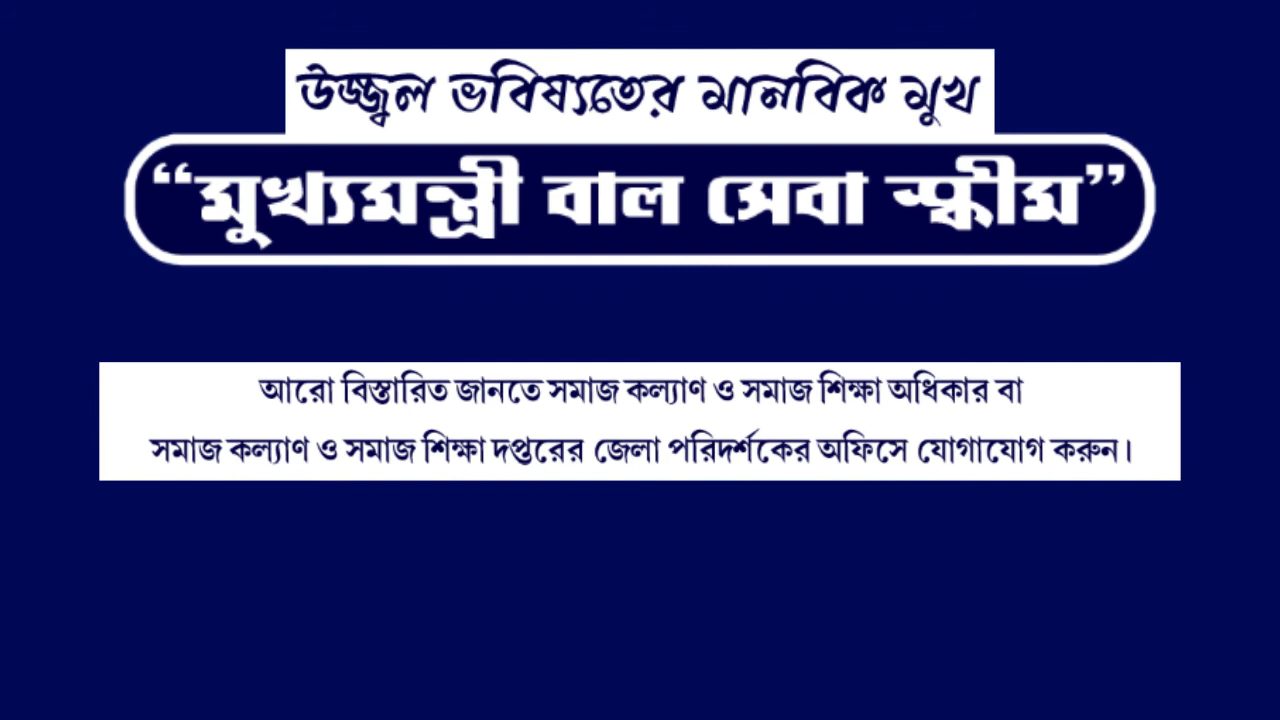 উজ্জ্বল ভবিষ্যতের মানবিক মুখ
“মুখ্যমন্ত্রী বাল সেবা স্কীম”
আরো বিস্তারিত জানতে সমাজ কল্যাণ ও সমাজ শিক্ষা অধিকার বা
সমাজ কল্যাণ ও সমাজ শিক্ষা দপ্তরের জেলা পরিদর্শকের অফিসে যোগাযোগ করুন।